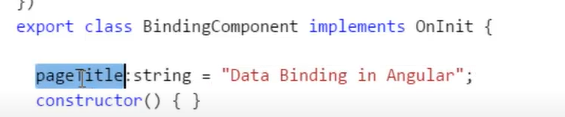 })
export class BindingComponent implements OnInit {
pageTitle:string = "Data Binding in Angular";
constructor() { }